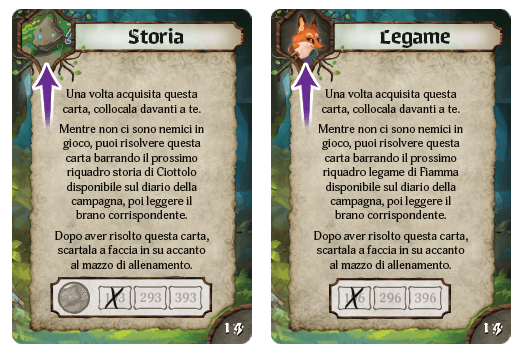 Storia
Una volta acquisita questa
carta, collocala davanti a te.
Mentre non ci sono nemici in
gioco, puoi risolvere questa
carta barrando il prossimo
riquadro storia di Ciottolo
disponibile sul diario della
campagna, poi leggere il
brano corrispondente.
Dopo aver risolto questa carta,
scartala a faccia in su accanto
al mazzo di allenamento.
293 393
Legame
Una volta acquisita questa
carta, collocala davanti a te.
Mentre non ci sono nemici in
gioco, puoi risolvere questa
carta barrando il prossimo
riquadro legame di Fiamma
disponibile sul diario della
campagna, poi leggere il
brano corrispondente.
Dopo aver risolto questa carta,
scartala a faccia in su accanto
al mazzo di allenamento.
296 396